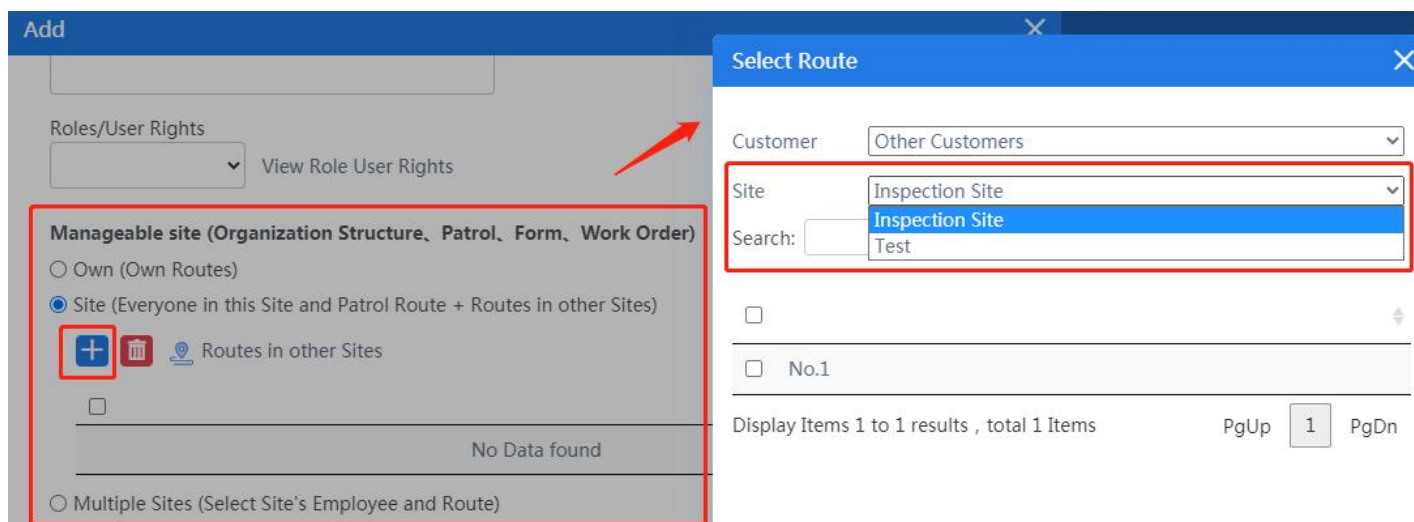 Add
Roles/User Rights
View Role User Rights
Manageable site (Organization Structure、Patrol、Form、Work Order)
Own (Own Routes)
Site (Everyone in this Site and Patrol Route + Routes in other Sites)
Routes in other Sites
No Data found
Multiple Sites (Select Site's Employee and Route)
Select Route
Customer Other Customers
Site Inspection Site
Inspection Site
Search:
Test
No.1
Display Items 1 to 1 results , total 1 Items PgUp 1 PgDn